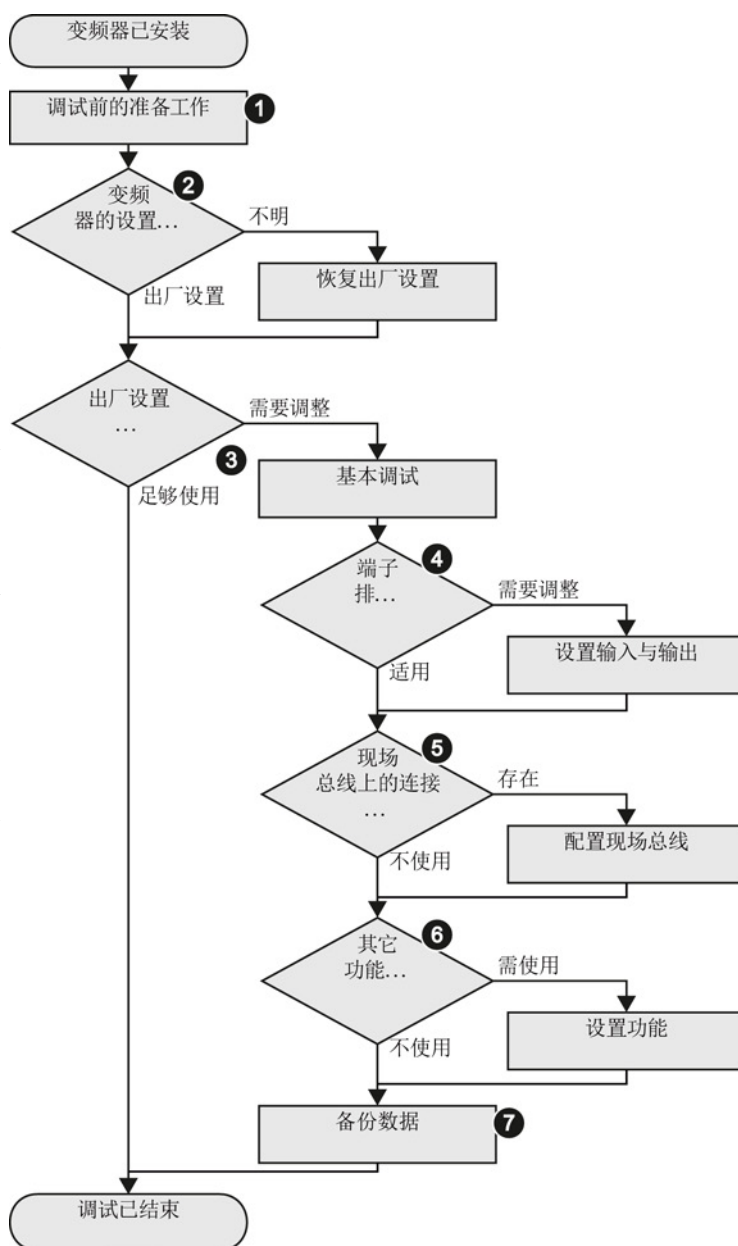 变频器已安装
调试前的准备工作
1
2
变频
器的设置...
不明
恢复出厂设置
出厂设置
出厂设置
...
需要调整
3
足够使用
基本调试
4
端子
排...
需要调整
设置输入与输出
适用
5
现场
总线上的连接
...
存在
配置现场总线
不使用
6
其它
功能...
需使用
设置功能
不使用
备份数据
7
调试已结束